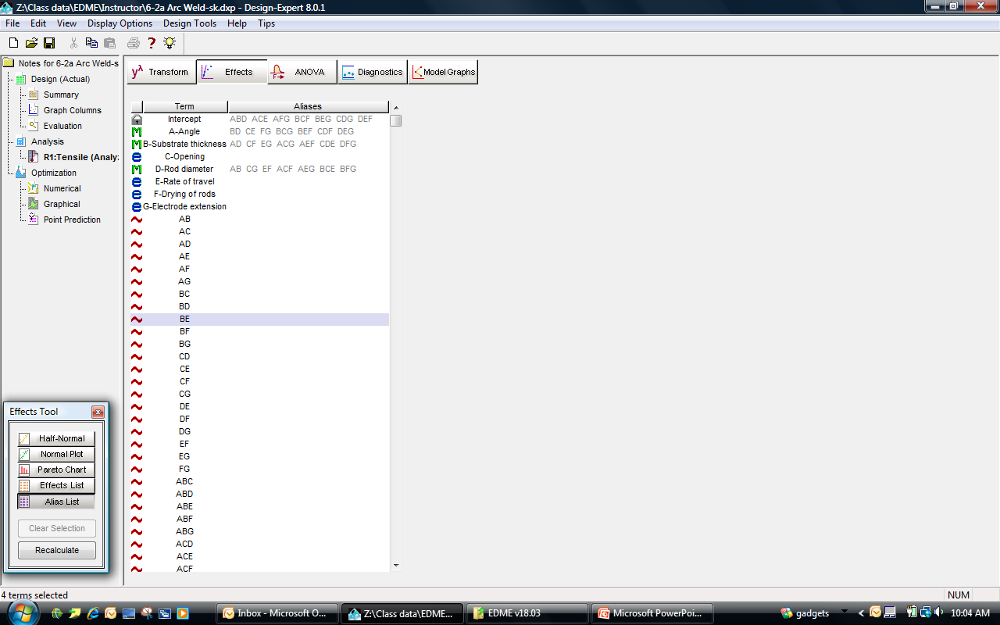 Z:\Class data\EDME\Instructor\6-2a Arc Weld-sk.dxp - Design-Expert 8.0.1
File Edit View Display Options Design Tools Help Tips
Notes for 6-2a Arc Weld-s
Design (Actual)
Summary
Graph Columns
Evaluation
Analysis
R1:Tensile (Analy:
Optimization
Numerical
Graphical
Point Prediction
Transform Effects ANOVA Diagnostics Model Graphs
Term Aliases
Intercept ABD ACE AFG BCF BEG CDG DEF
A-Angle BD CE FG BCG BEF CDF DEG
B-Substrate thickness AD CF EG ACG AEF CDE DFG
C-Opening
D-Rod diameter AB CG EF ACF AEG BCE BFG
E-Rate of travel
F-Drying of rods
G-Electrode extension
AB
AC
AD
AE
AF
AG
BC
BD
BE
BF
BG
CD
CE
CF
CG
DE
DF
DG
EF
EG
FG
ABC
ABD
ABE
ABF
ABG
ACD
ACE
ACF
Effects Tool
Half-Normal
Normal Plot
Pareto Chart
Effects List
Alias List
Clear Selection
Recalculate
4 terms selected
NUM
Inbox - Microsoft O... Z:\Class data\EDME... EDME v18.03 Microsoft PowerPoi... gadgets 10:04 AM